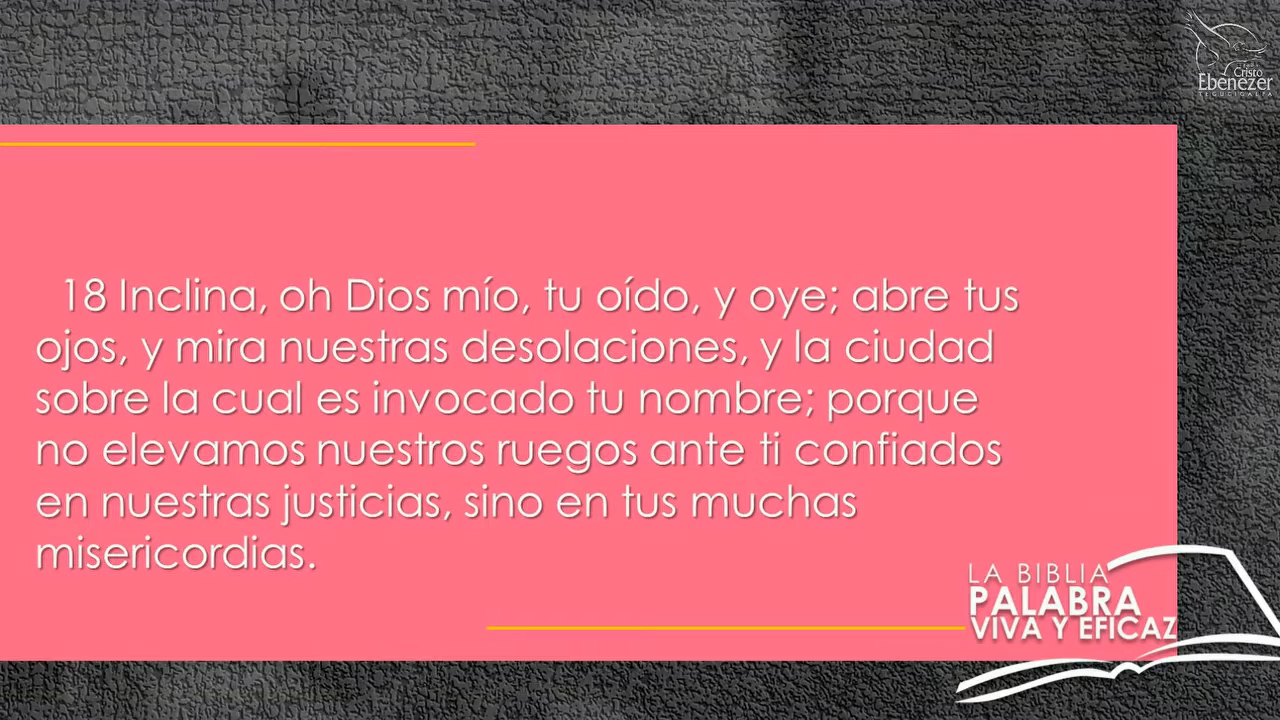 Cristo
Ebenezer
TEGUCIGALPA
18 Inclina, oh Dios mío, tu oído, y oye; abre tus
ojos, y mira nuestras desolaciones, y la ciudad
sobre la cual es invocado tu nombre; porque
no elevamos nuestros ruegos ante ti confiados
en nuestras justicias, sino en tus muchas
misericordias.
LA BIBLIA
PALABRA
VIVA Y EFICAZ